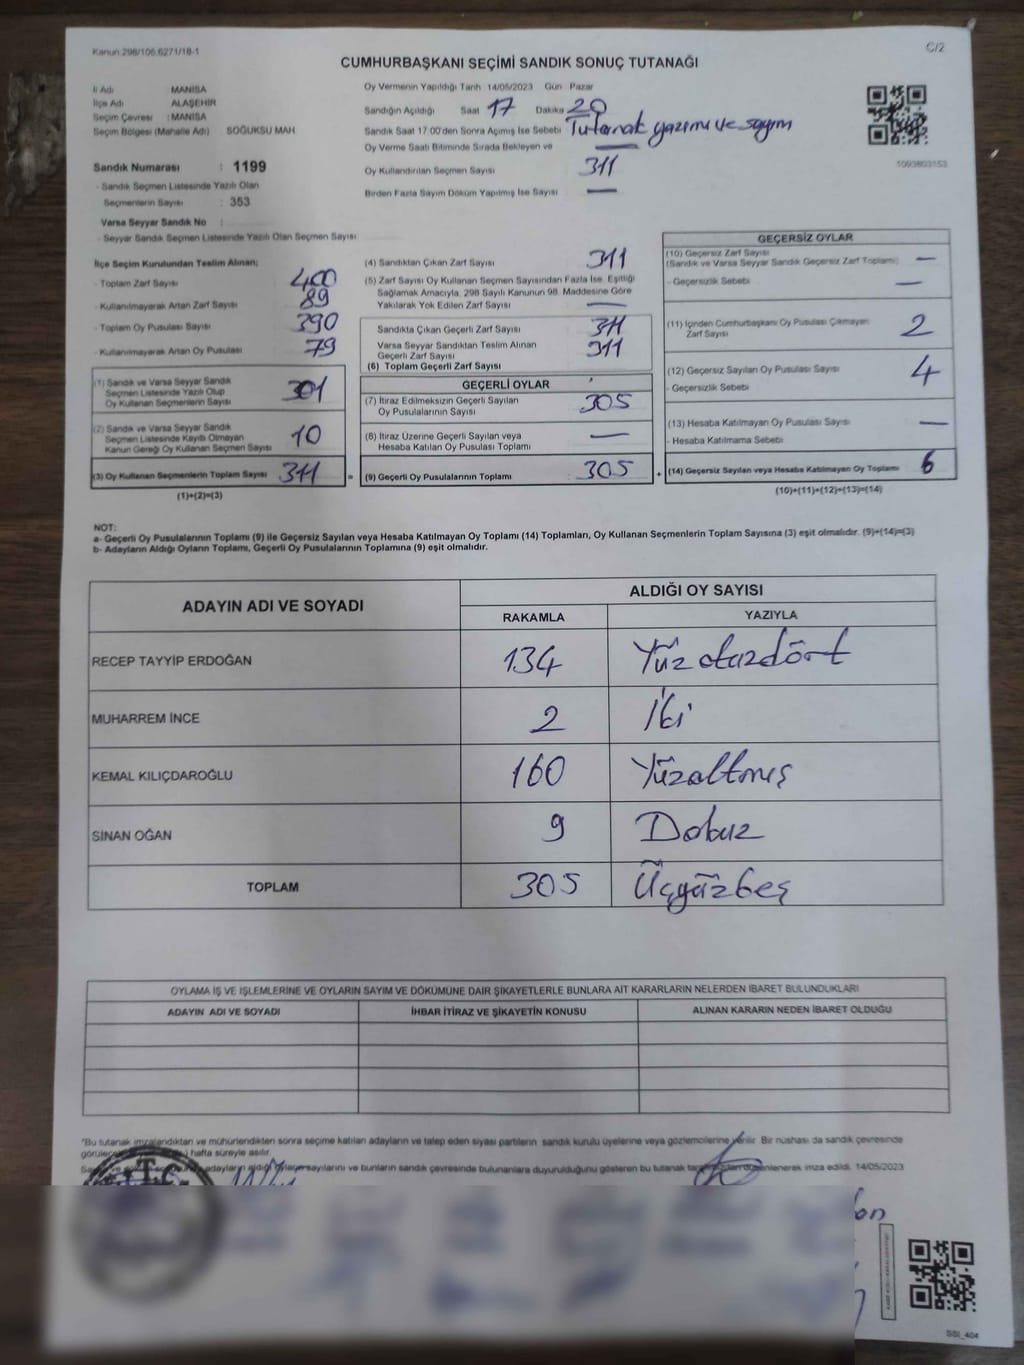 Kanun:298/106.6271/18-1
C/2
CUMHURBAŞKANI SEÇİMİ SANDIK SONUÇ TUTANAĞI
İl Adı MANİSA
İlçe Adı ALAŞEHİR
Seçim Çevresi : MANİSA
Seçim Bölgesi (Mahalle Adı) SOĞUKSU MAH
Sandık Numarası : 1199
- Sandık Seçmen Listesinde Yazılı Olan
Seçmenlerin Sayısı : 353
Varsa Seyyar Sandık No :
- Seyyar Sandık Seçmen Listesinde Yazılı Olan Seçmen Sayısı
Oy Vermenin Yapıldığı Tarih 14/05/2023 Gün Pazar
Sandığın Açıldığı Saat 17 Dakika 20
Sandık Saat 17.00'den Sonra Açımış İse Sebebi Tutanak yazımı ve sayım
Oy Verme Saati Bitiminde Sırada Bekleyen ve —
Oy Kullandırılan Seçmen Sayısı 311
Birden Fazla Sayım Döküm Yapılmış İse Sayısı —
1093803153
İlçe Seçim Kurulundan Teslim Alınan;
- Toplam Zarf Sayısı 400
- Kullanılmayarak Artan Zarf Sayısı 89
- Toplam Oy Pusulası Sayısı 390
- Kullanılmayarak Artan Oy Pusulası 79
(1) Sandık ve Varsa Seyyar Sandık
Seçmen Listesinde Yazılı Olup
Oy Kullanan Seçmenlerin Sayısı 301
(2) Sandık ve Varsa Seyyar Sandık
Seçmen Listesinde Kayıtlı Olmayan
Kanun Gereği Oy Kullanan Seçmen Sayısı 10
(3) Oy Kullanan Seçmenlerin Toplam Sayısı 311 =
(1)+(2)=(3)
(4) Sandıktan Çıkan Zarf Sayısı 311
(5) Zarf Sayısı Oy Kullanan Seçmen Sayısından Fazla İse, Eşitliği
Sağlamak Amacıyla, 298 Sayılı Kanunun 98. Maddesine Göre
Yakılarak Yok Edilen Zarf Sayısı —
Sandıkta Çıkan Geçerli Zarf Sayısı 311
Varsa Seyyar Sandıktan Teslim Alınan
Geçerli Zarf Sayısı 311
(6) Toplam Geçerli Zarf Sayısı
GEÇERLİ OYLAR
(7) İtiraz Edilmeksizin Geçerli Sayılan
Oy Pusulalarının Sayısı 305
(8) İtiraz Üzerine Geçerli Sayılan veya
Hesaba Katılan Oy Pusulası Toplamı —
(9) Geçerli Oy Pusulalarının Toplamı : 305 +
GEÇERSİZ OYLAR
(10) Geçersiz Zarf Sayısı
(Sandık ve Varsa Seyyar Sandık Geçersiz Zarf Toplamı) —
- Geçersizlik Sebebi —
(11) İçinden Cumhurbaşkanı Oy Pusulası Çıkmayan
Zarf Sayısı 2
(12) Geçersiz Sayılan Oy Pusulası Sayısı 4
- Geçersizlik Sebebi
(13) Hesaba Katılmayan Oy Pusulası Sayısı —
- Hesaba Katılmama Sebebi
(14) Geçersiz Sayılan veya Hesaba Katılmayan Oy Toplamı 6
(10)+(11)+(12)+(13)=(14)
NOT:
a- Geçerli Oy Pusulalarının Toplamı (9) ile Geçersiz Sayılan veya Hesaba Katılmayan Oy Toplamı (14) Toplamları, Oy Kullanan Seçmenlerin Toplam Sayısına (3) eşit olmalıdır. (9)+(14)=(3)
b- Adayların Aldığı Oyların Toplamı, Geçerli Oy Pusulalarının Toplamına (9) eşit olmalıdır.
ADAYIN ADI VE SOYADI ALDIĞI OY SAYISI
RAKAMLA YAZIYLA
RECEP TAYYİP ERDOĞAN 134 Yüz otuzdört
MUHARREM İNCE 2 İki
KEMAL KILIÇDAROĞLU 160 Yüzaltmış
SİNAN OĞAN 9 Dokuz
TOPLAM 305 Üçyüzbeş
OYLAMA İŞ VE İŞLEMLERİNE VE OYLARIN SAYIM VE DÖKÜMÜNE DAİR ŞİKAYETLERLE BUNLARA AİT KARARLARIN NELERDEN İBARET BULUNDUKLARI
ADAYIN ADI VE SOYADI İHBAR İTİRAZ VE ŞİKAYETİN KONUSU ALINAN KARARIN NEDEN İBARET OLDUĞU
"Bu tutanak imzalandıktan ve mühürlendikten sonra seçime katılan adayların ve talep eden siyasi partilerin sandık kurulu üyelerine veya gözlemcilerine verilir. Bir nüshası da sandık çevresinde
hafta süreyle asılır.
adayların aldığı oyların sayılarını ve bunların sandık çevresinde bulunanlara duyurulduğunu gösteren bu tutanak düzenlenerek imza edildi. 14/05/2023
SSI_404